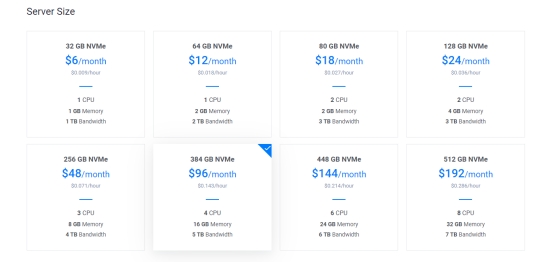 Server Size
32 GB NVMe
$6/month
$0.009/hour
1 CPU
1 GB Memory
1 TB Bandwidth
64 GB NVMe
$12/month
$0.018/hour
1 CPU
2 GB Memory
2 TB Bandwidth
80 GB NVMe
$18/month
$0.027/hour
2 CPU
2 GB Memory
3 TB Bandwidth
128 GB NVMe
$24/month
$0.036/hour
2 CPU
4 GB Memory
3 TB Bandwidth
256 GB NVMe
$48/month
$0.071/hour
3 CPU
8 GB Memory
4 TB Bandwidth
384 GB NVMe
$96/month
$0.143/hour
4 CPU
16 GB Memory
5 TB Bandwidth
448 GB NVMe
$144/month
$0.214/hour
6 CPU
24 GB Memory
6 TB Bandwidth
512 GB NVMe
$192/month
$0.286/hour
8 CPU
32 GB Memory
7 TB Bandwidth